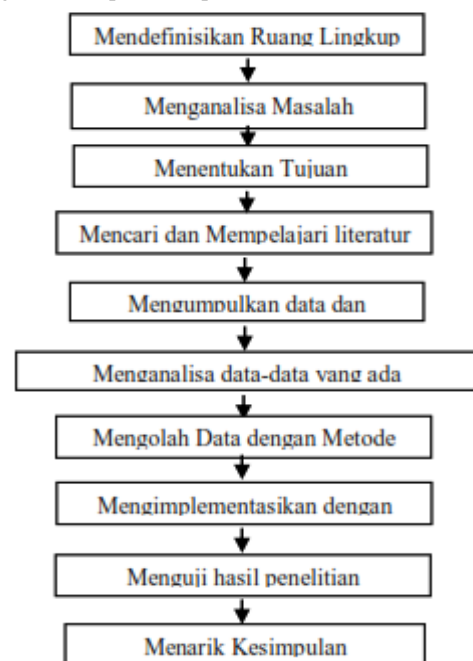 Mendefinisikan Ruang Lingkup
Menganalisa Masalah
Menentukan Tujuan
Mencari dan Mempelajari literatur
Mengumpulkan data dan
Menganalisa data-data yang ada
Mengolah Data dengan Metode
Mengimplementasikan dengan
Menguji hasil penelitian
Menarik Kesimpulan